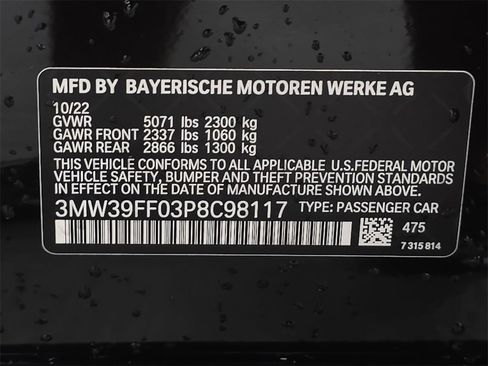 MFD BY BAYERISCHE MOTOREN WERKE AG
10/22
GVWR 5071 lbs 2300 kg
GAWR FRONT 2337 lbs 1060 kg
GAWR REAR 2866 lbs 1300 kg
THIS VEHICLE CONFORMS TO ALL APPLICABLE U.S.FEDERAL MOTOR
VEHICLE SAFETY, BUMPER AND THEFT PREVENTION STANDARDS
IN EFFECT ON THE DATE OF MANUFACTURE SHOWN ABOVE.
3MW39FF03P8C98117 TYPE: PASSENGER CAR
475
7 315 814